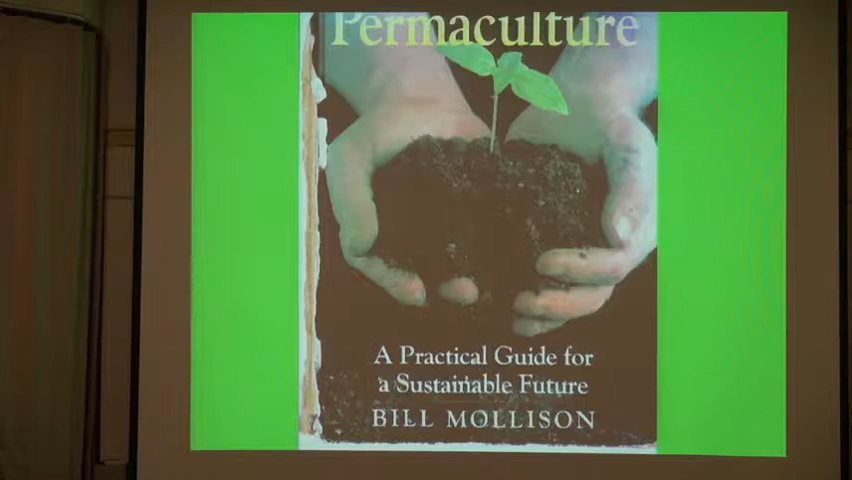 Permaculture
A Practical Guide for
a Sustainable Future
BILL MOLLISON